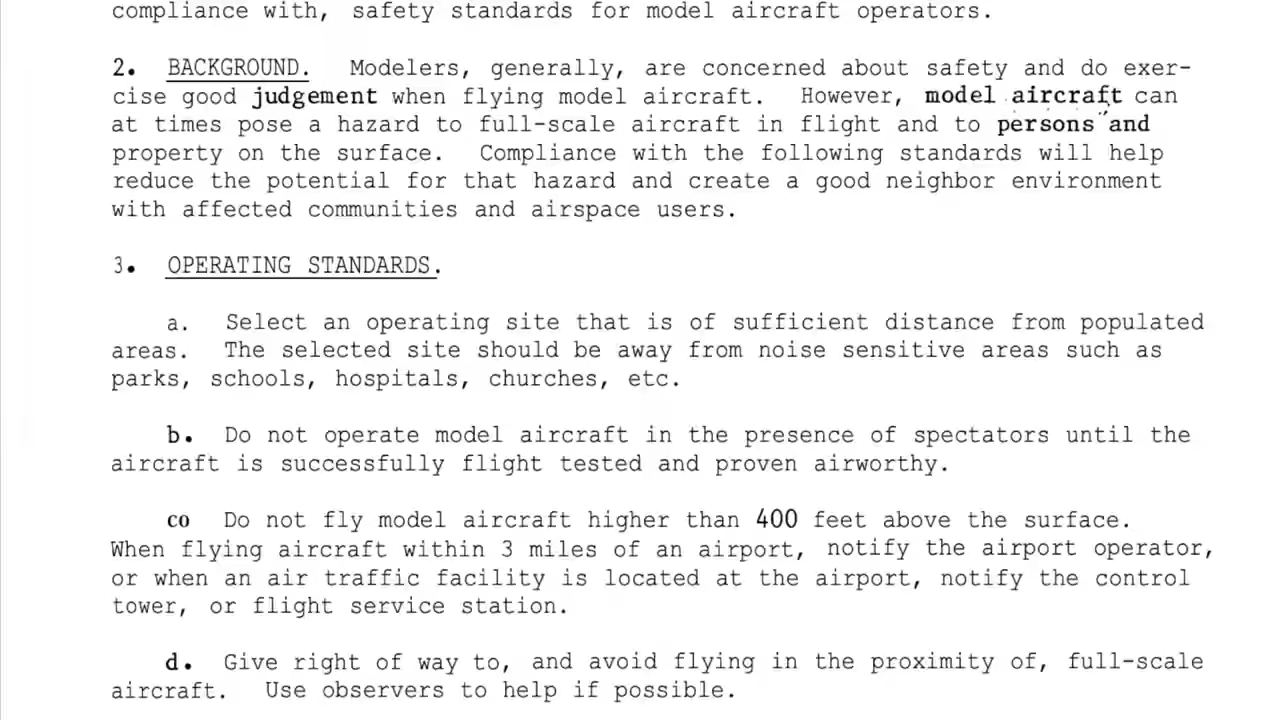 compliance with, safety standards for model aircraft operators.
2. BACKGROUND. Modelers, generally, are concerned about safety and do exer-
cise good judgement when flying model aircraft. However, model aircraft can
at times pose a hazard to full-scale aircraft in flight and to persons and
property on the surface. Compliance with the following standards will help
reduce the potential for that hazard and create a good neighbor environment
with affected communities and airspace users.
3. OPERATING STANDARDS.
a. Select an operating site that is of sufficient distance from populated
areas. The selected site should be away from noise sensitive areas such as
parks, schools, hospitals, churches, etc.
b. Do not operate model aircraft in the presence of spectators until the
aircraft is successfully flight tested and proven airworthy.
co Do not fly model aircraft higher than 400 feet above the surface.
When flying aircraft within 3 miles of an airport, notify the airport operator,
or when an air traffic facility is located at the airport, notify the control
tower, or flight service station.
d. Give right of way to, and avoid flying in the proximity of, full-scale
aircraft. Use observers to help if possible.